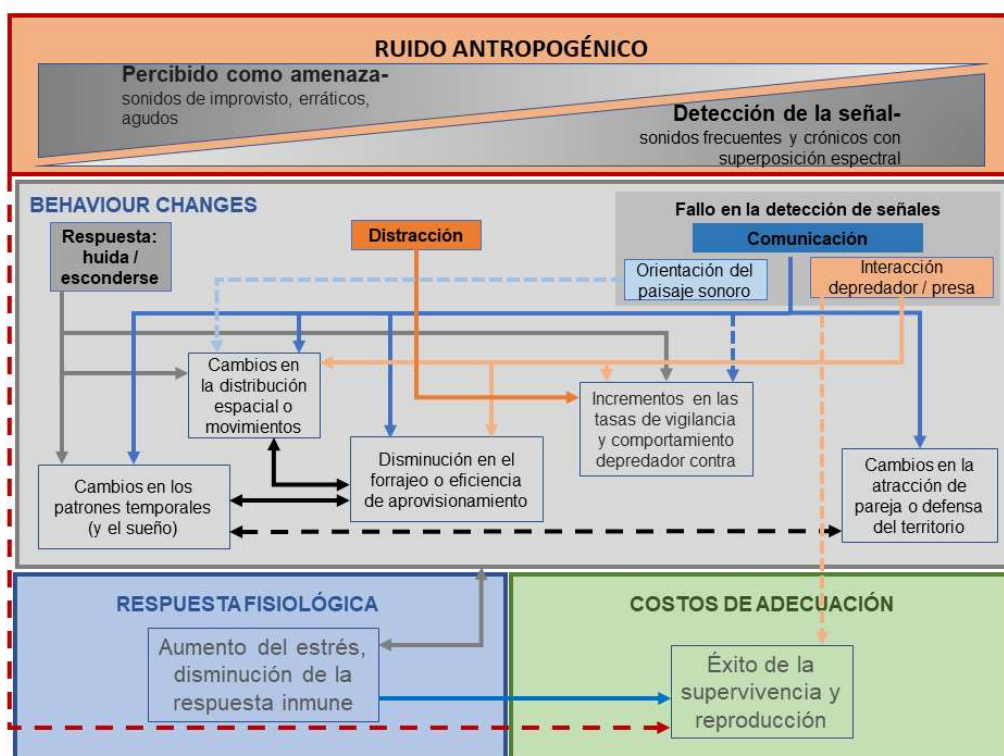 RUIDO ANTROPOGÉNICO
Percibido como amenaza-
sonidos de improvisto, erráticos,
agudos
Detección de la señal-
sonidos frecuentes y crónicos con
superposición espectral
BEHAVIOUR CHANGES
Respuesta:
huida /
esconderse
Distracción
Fallo en la detección de señales
Comunicación
Orientación del
paisaje sonoro
Interacción
depredador / presa
Cambios en
la distribución
espacial o
movimientos
Incrementos en las
tasas de vigilancia
y comportamiento
depredador contra
Disminución en el
forrajeo o eficiencia
de aprovisionamiento
Cambios en los
patrones temporales
(y el sueño)
Cambios en la
atracción de
pareja o defensa
del territorio
RESPUESTA FISIOLÓGICA
Aumento del estrés,
disminución de la
respuesta inmune
COSTOS DE ADECUACIÓN
Éxito de la
supervivencia y
reproducción